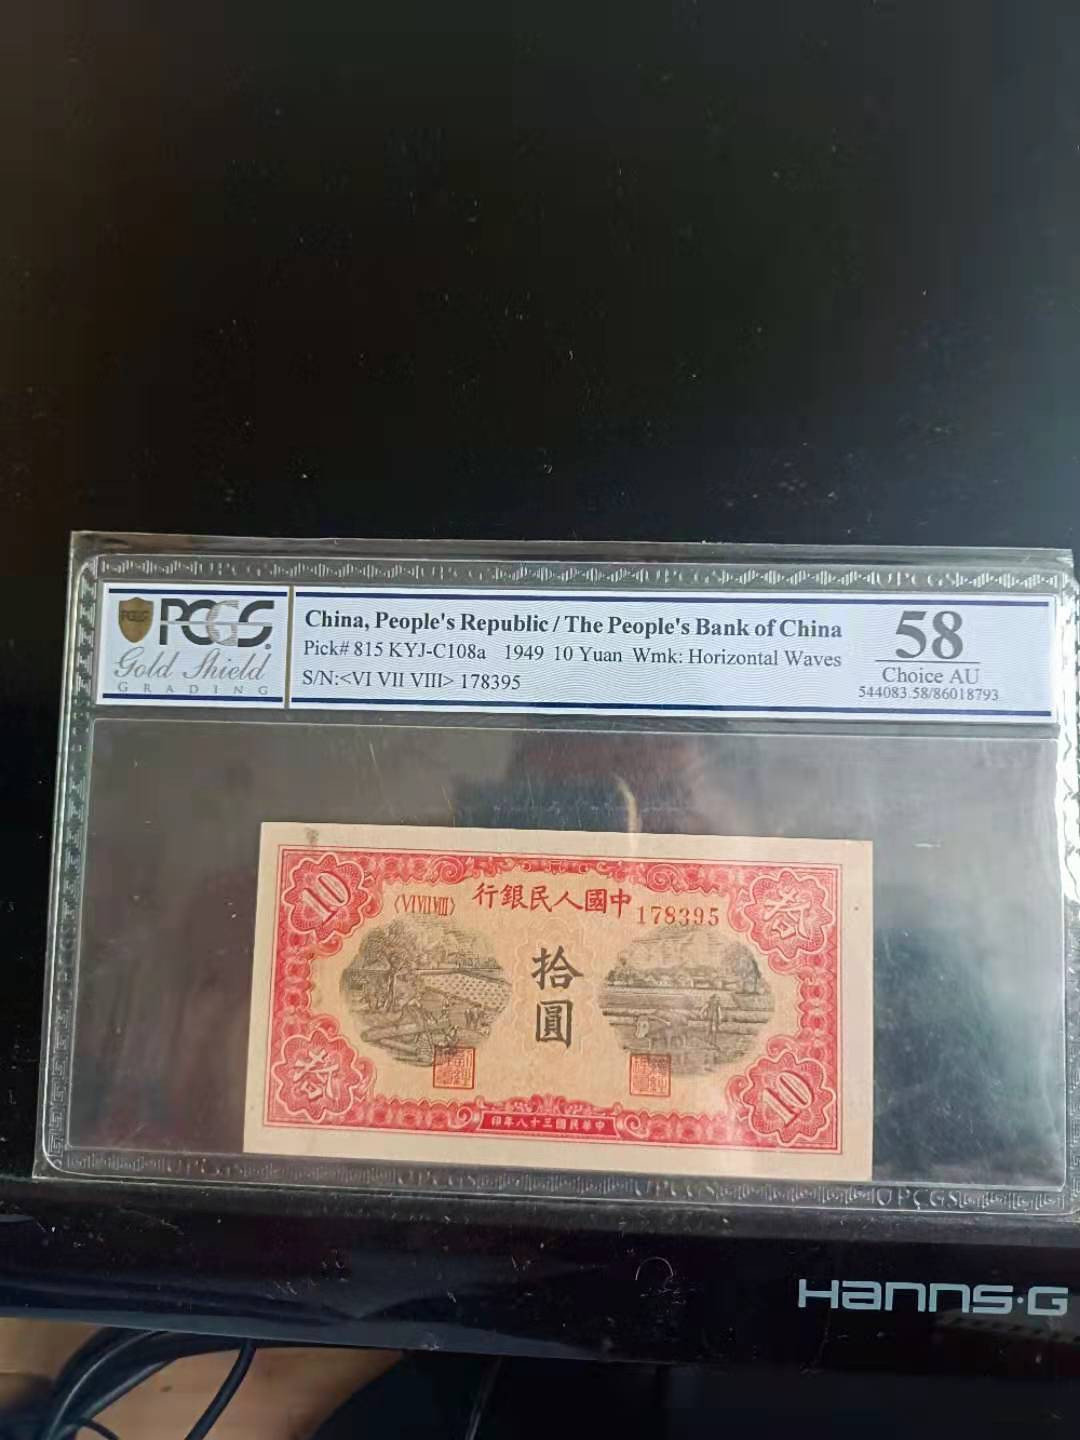 PCGS
Gold Shield
GRADING
China, People's Republic / The People's Bank of China
Pick# 815 KYJ-C108a 1949 10 Yuan Wmk: Horizontal Waves
S/N:<VI VII VIII> 178395
58
Choice AU
544083.58/86018793
10
行銀民人國中
〈VI VII VIII〉
178395
拾
拾
圓
拾
10
印年八十三國民華中
HANNS·G